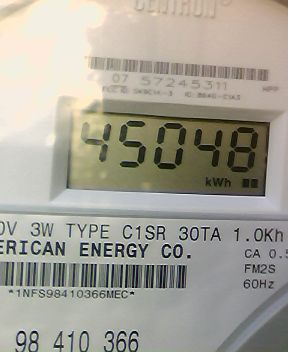 CENTRON
07 57245311
45048
kWh
0V 3W TYPE C1SR 30TA 1.0Kh
ERICAN ENERGY CO.
CA 0.5
FM2S
60Hz
*1NFS98410366MEC*
98 410 366